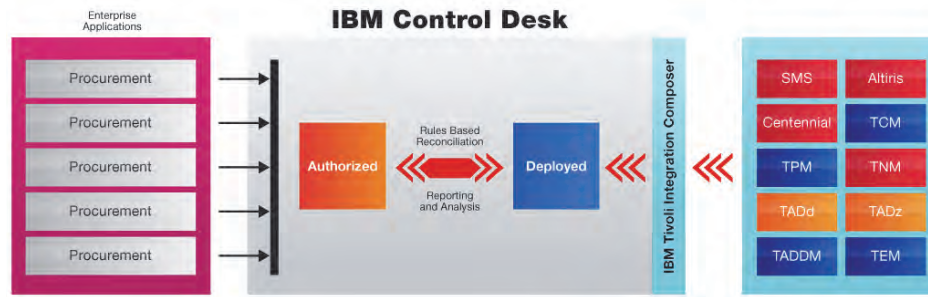 Enterprise
Applications
IBM Control Desk
Procurement
Procurement
Procurement
Procurement
Procurement
Authorized
Rules Based
Reconciliation
Reporting
and Analysis
Deployed
IBM Tivoli Integration Composer
SMS
Altiris
Centennial
TCM
TPM
TNM
TADd
TADz
TADDM
TEM